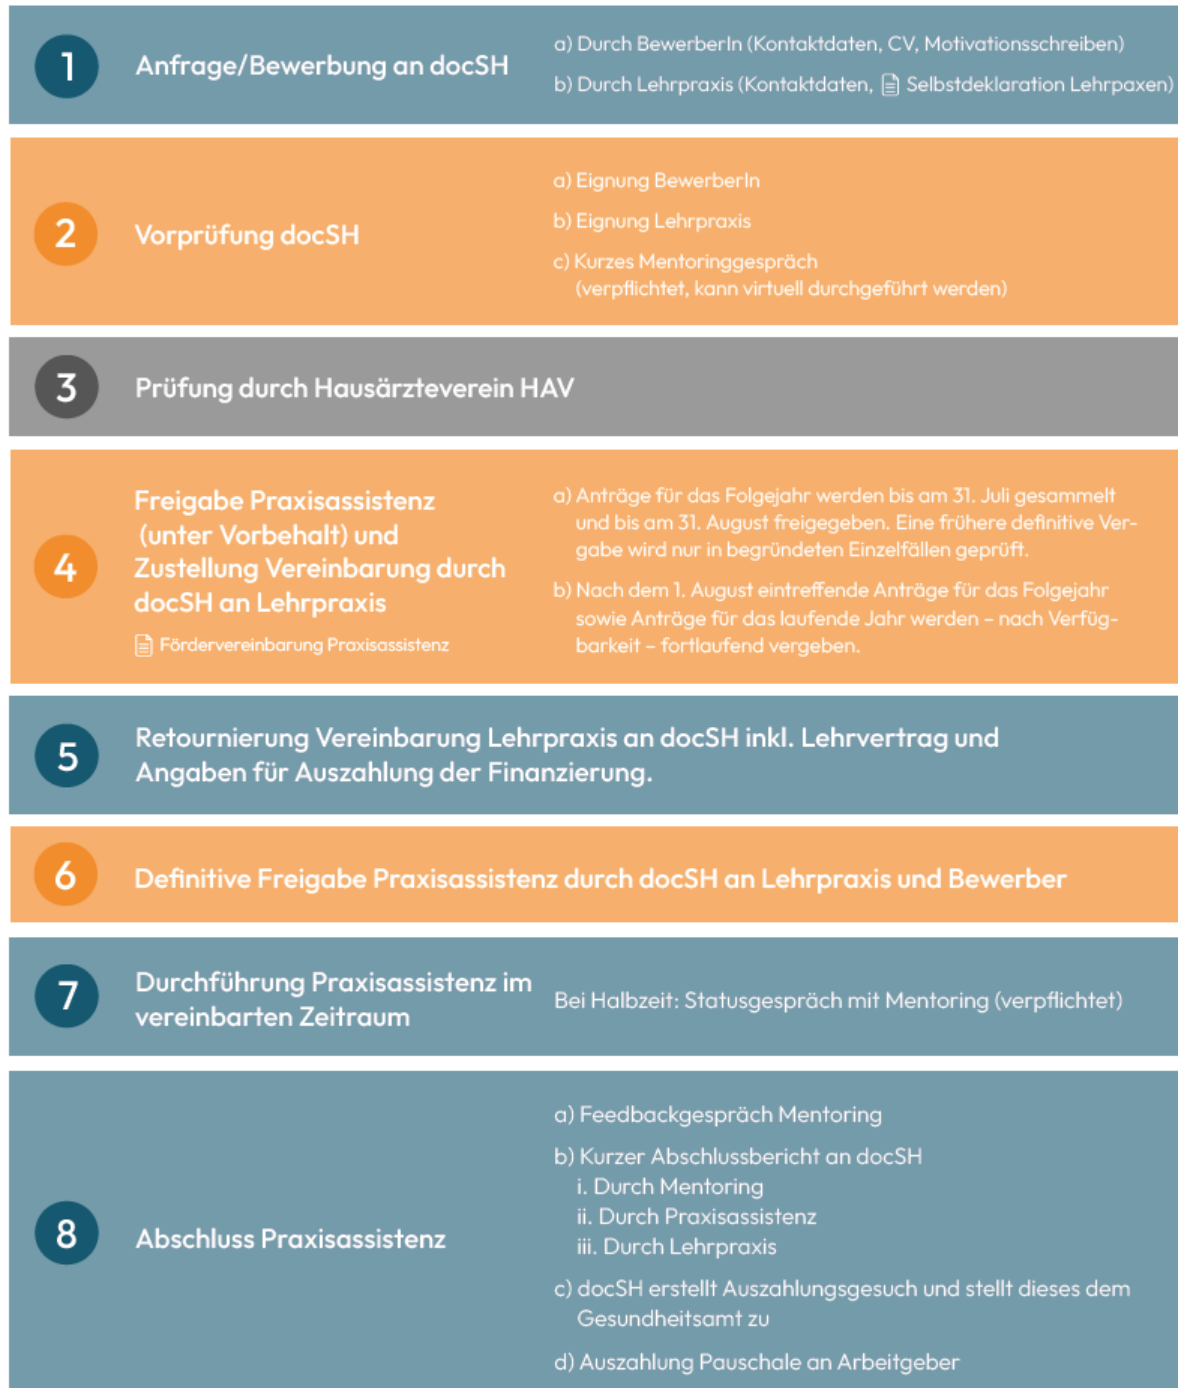 1
Anfrage/Bewerbung an docSH
a) Durch BewerberIn (Kontaktdaten, CV, Motivationsschreiben)
b) Durch Lehrpraxis (Kontaktdaten, Selbstdeklaration Lehrpaxen)
2
Vorprüfung docSH
a) Eignung BewerberIn
b) Eignung Lehrpraxis
c) Kurzes Mentoringgespräch
(verpflichtet, kann virtuell durchgeführt werden)
3
Prüfung durch Hausärzteverein HAV
4
Freigabe Praxisassistenz
(unter Vorbehalt) und
Zustellung Vereinbarung durch
docSH an Lehrpraxis
Fördervereinbarung Praxisassistenz
a) Anträge für das Folgejahr werden bis am 31. Juli gesammelt
und bis am 31. August freigegeben. Eine frühere definitive Ver-
gabe wird nur in begründeten Einzelfällen geprüft.
b) Nach dem 1. August eintreffende Anträge für das Folgejahr
sowie Anträge für das laufende Jahr werden – nach Verfüg-
barkeit – fortlaufend vergeben.
5
Retournierung Vereinbarung Lehrpraxis an docSH inkl. Lehrvertrag und
Angaben für Auszahlung der Finanzierung.
6
Definitive Freigabe Praxisassistenz durch docSH an Lehrpraxis und Bewerber
7
Durchführung Praxisassistenz im
vereinbarten Zeitraum
Bei Halbzeit: Statusgespräch mit Mentoring (verpflichtet)
8
Abschluss Praxisassistenz
a) Feedbackgespräch Mentoring
b) Kurzer Abschlussbericht an docSH
i. Durch Mentoring
ii. Durch Praxisassistenz
iii. Durch Lehrpraxis
c) docSH erstellt Auszahlungsgesuch und stellt dieses dem
Gesundheitsamt zu
d) Auszahlung Pauschale an Arbeitgeber